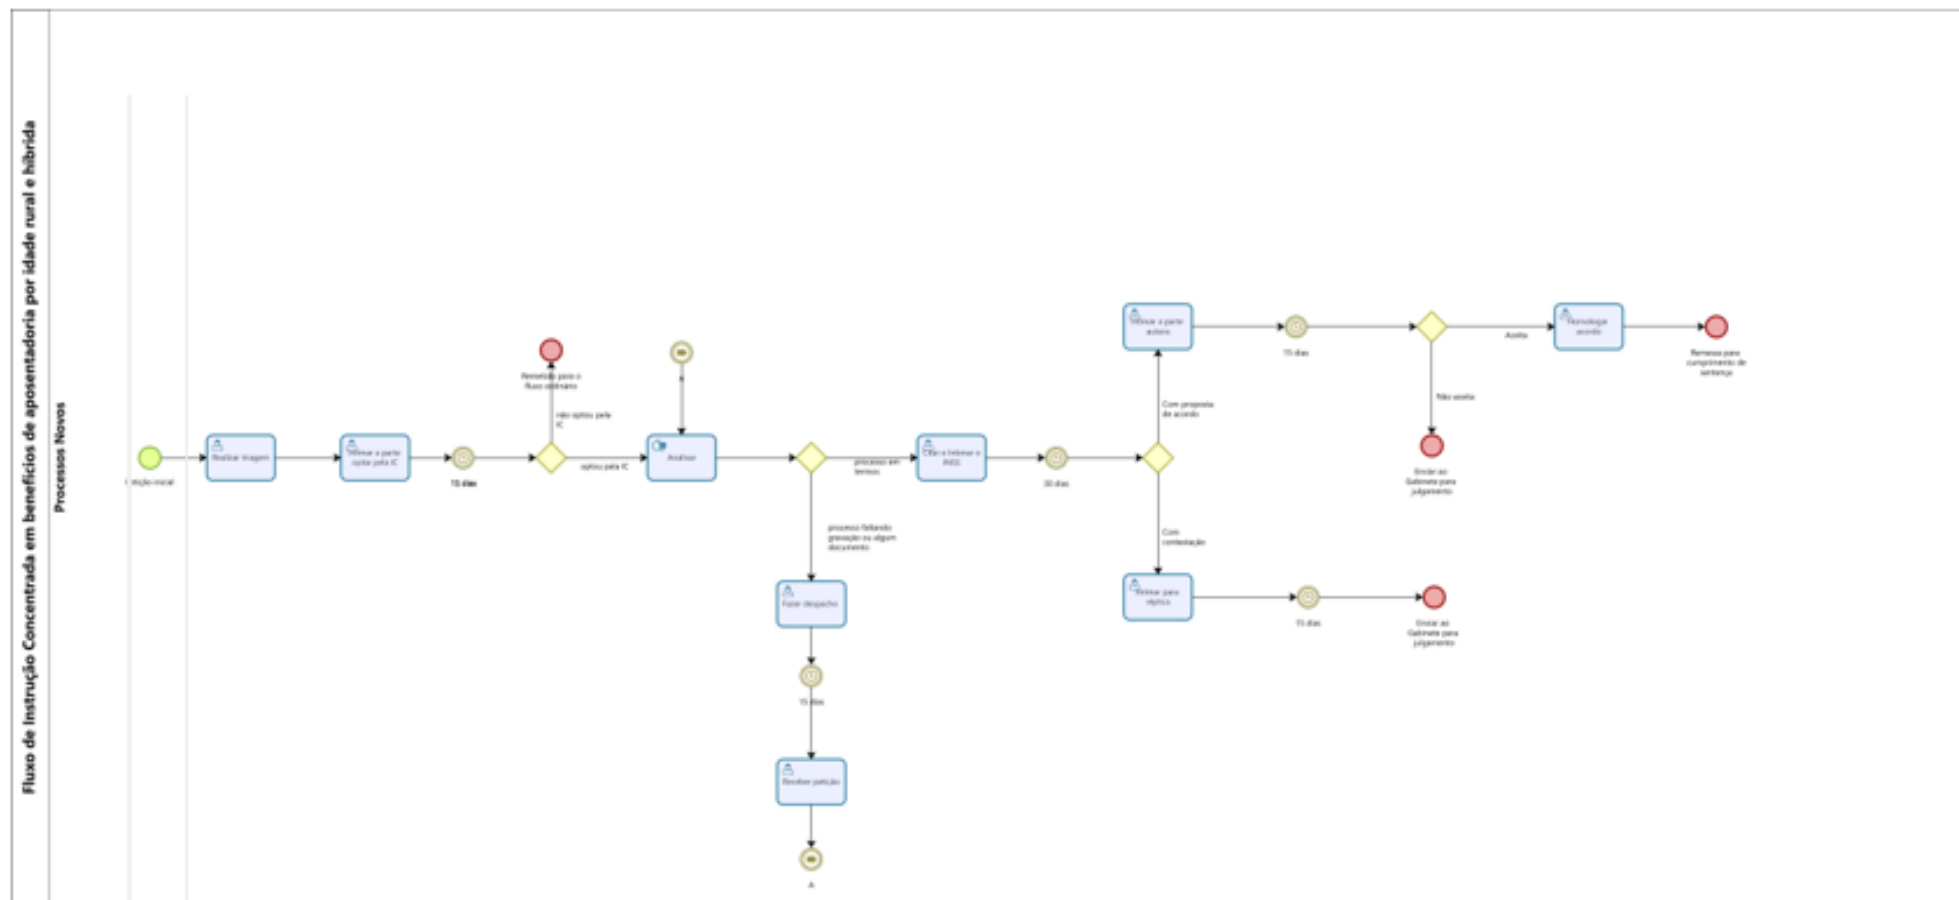 Fluxo de Instrução Concentrada em benefícios de aposentadoria por idade rural e híbrida
Processos Novos
inicial
Realizar triagem
Intimar a parte
optar pela IC
15 dias
Remetido para o
fluxo ordinário
não optou pela
IC
optou pela IC
Analisar
processo em
termos
processo faltando
gravação ou algum
documento
Fazer despacho
15 dias
Receber petição
A
Citar e Intimar o
INSS
30 dias
Com proposta
de acordo
Intimar a parte
autora
15 dias
Aceita
Não aceita
Homologar
acordo
Remessa para
cumprimento de
sentença
Enviar ao
Gabinete para
julgamento
Com
contestação
Intimar para
réplica
15 dias
Enviar ao
Gabinete para
julgamento